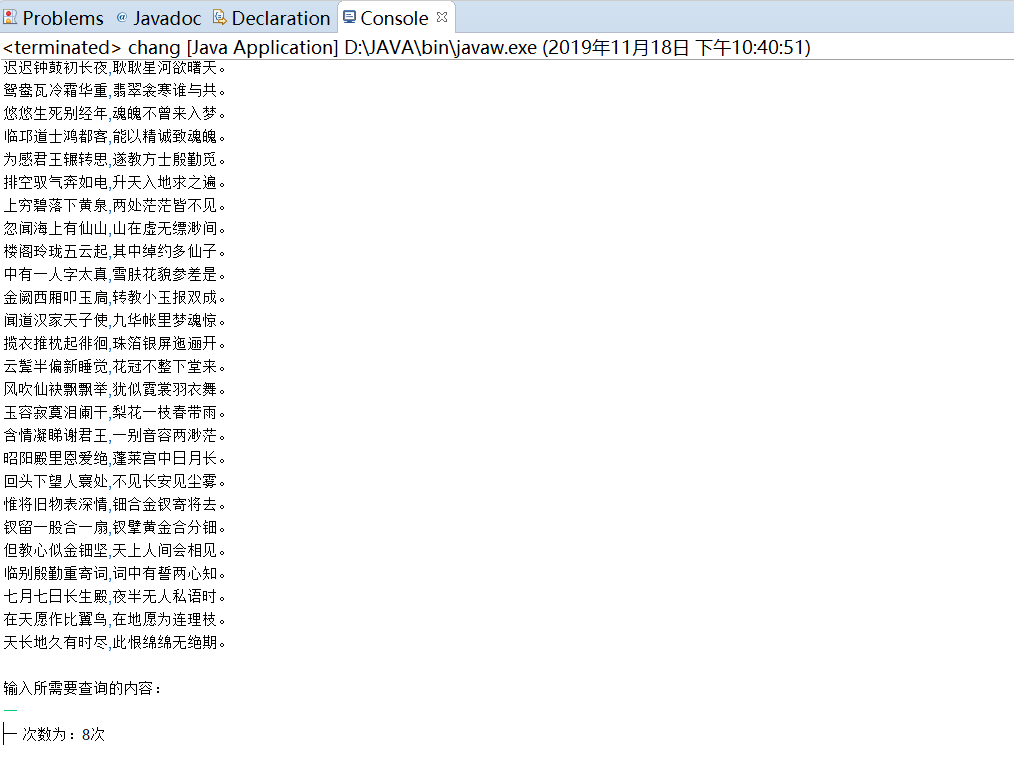 Problems @ Javadoc Declaration Console
<terminated> chang [Java Application] D:\JAVA\bin\javaw.exe (2019年11月18日 下午10:40:51)
迟迟钟鼓初长夜,耿耿星河欲曙天。
鸳鸯瓦冷霜华重,翡翠衾寒谁与共。
悠悠生死别经年,魂魄不曾来入梦。
临邛道士鸿都客,能以精诚致魂魄。
为感君王辗转思,遂教方士殷勤觅。
排空驭气奔如电,升天入地求之遍。
上穷碧落下黄泉,两处茫茫皆不见。
忽闻海上有仙山,山在虚无缥渺间。
楼阁玲珑五云起,其中绰约多仙子。
中有一人字太真,雪肤花貌参差是。
金阙西厢叩玉扃,转教小玉报双成。
闻道汉家天子使,九华帐里梦魂惊。
揽衣推枕起徘徊,珠箔银屏迤逦开。
云鬓半偏新睡觉,花冠不整下堂来。
风吹仙袂飘飘举,犹似霓裳羽衣舞。
玉容寂寞泪阑干,梨花一枝春带雨。
含情凝睇谢君王,一别音容两渺茫。
昭阳殿里恩爱绝,蓬莱宫中日月长。
回头下望人寰处,不见长安见尘雾。
惟将旧物表深情,钿合金钗寄将去。
钗留一股合一扇,钗擘黄金合分钿。
但教心似金钿坚,天上人间会相见。
临别殷勤重寄词,词中有誓两心知。
七月七日长生殿,夜半无人私语时。
在天愿作比翼鸟,在地愿为连理枝。
天长地久有时尽,此恨绵绵无绝期。
输入所需要查询的内容：
一
一 次数为：8次